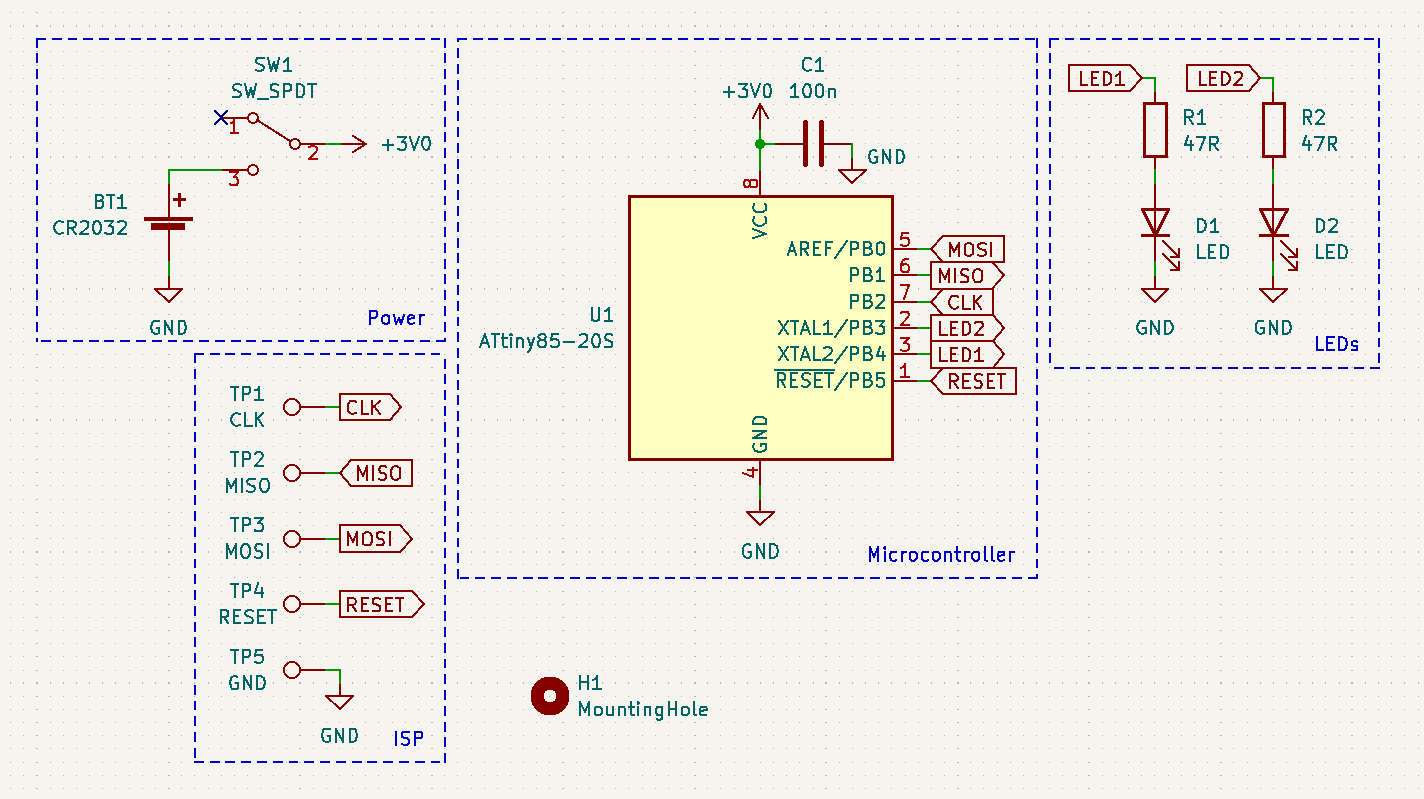 SW1
SW_SPDT
1
2
3
+3V0
BT1
+
CR2032
GND
Power
C1
+3V0 100n
GND
8
VCC
U1
ATtiny85-20S
AREF/PB0 5 MOSI
PB1 6 MISO
PB2 7 CLK
XTAL1/PB3 2 LED2
XTAL2/PB4 3 LED1
RESET/PB5 1 RESET
GND
4
GND
Microcontroller
LED1 LED2
R1 R2
47R 47R
D1 D2
LED LED
GND GND
LEDs
TP1
CLK CLK
TP2
MISO MISO
TP3
MOSI MOSI
TP4
RESET RESET
TP5
GND
GND
ISP
H1
MountingHole